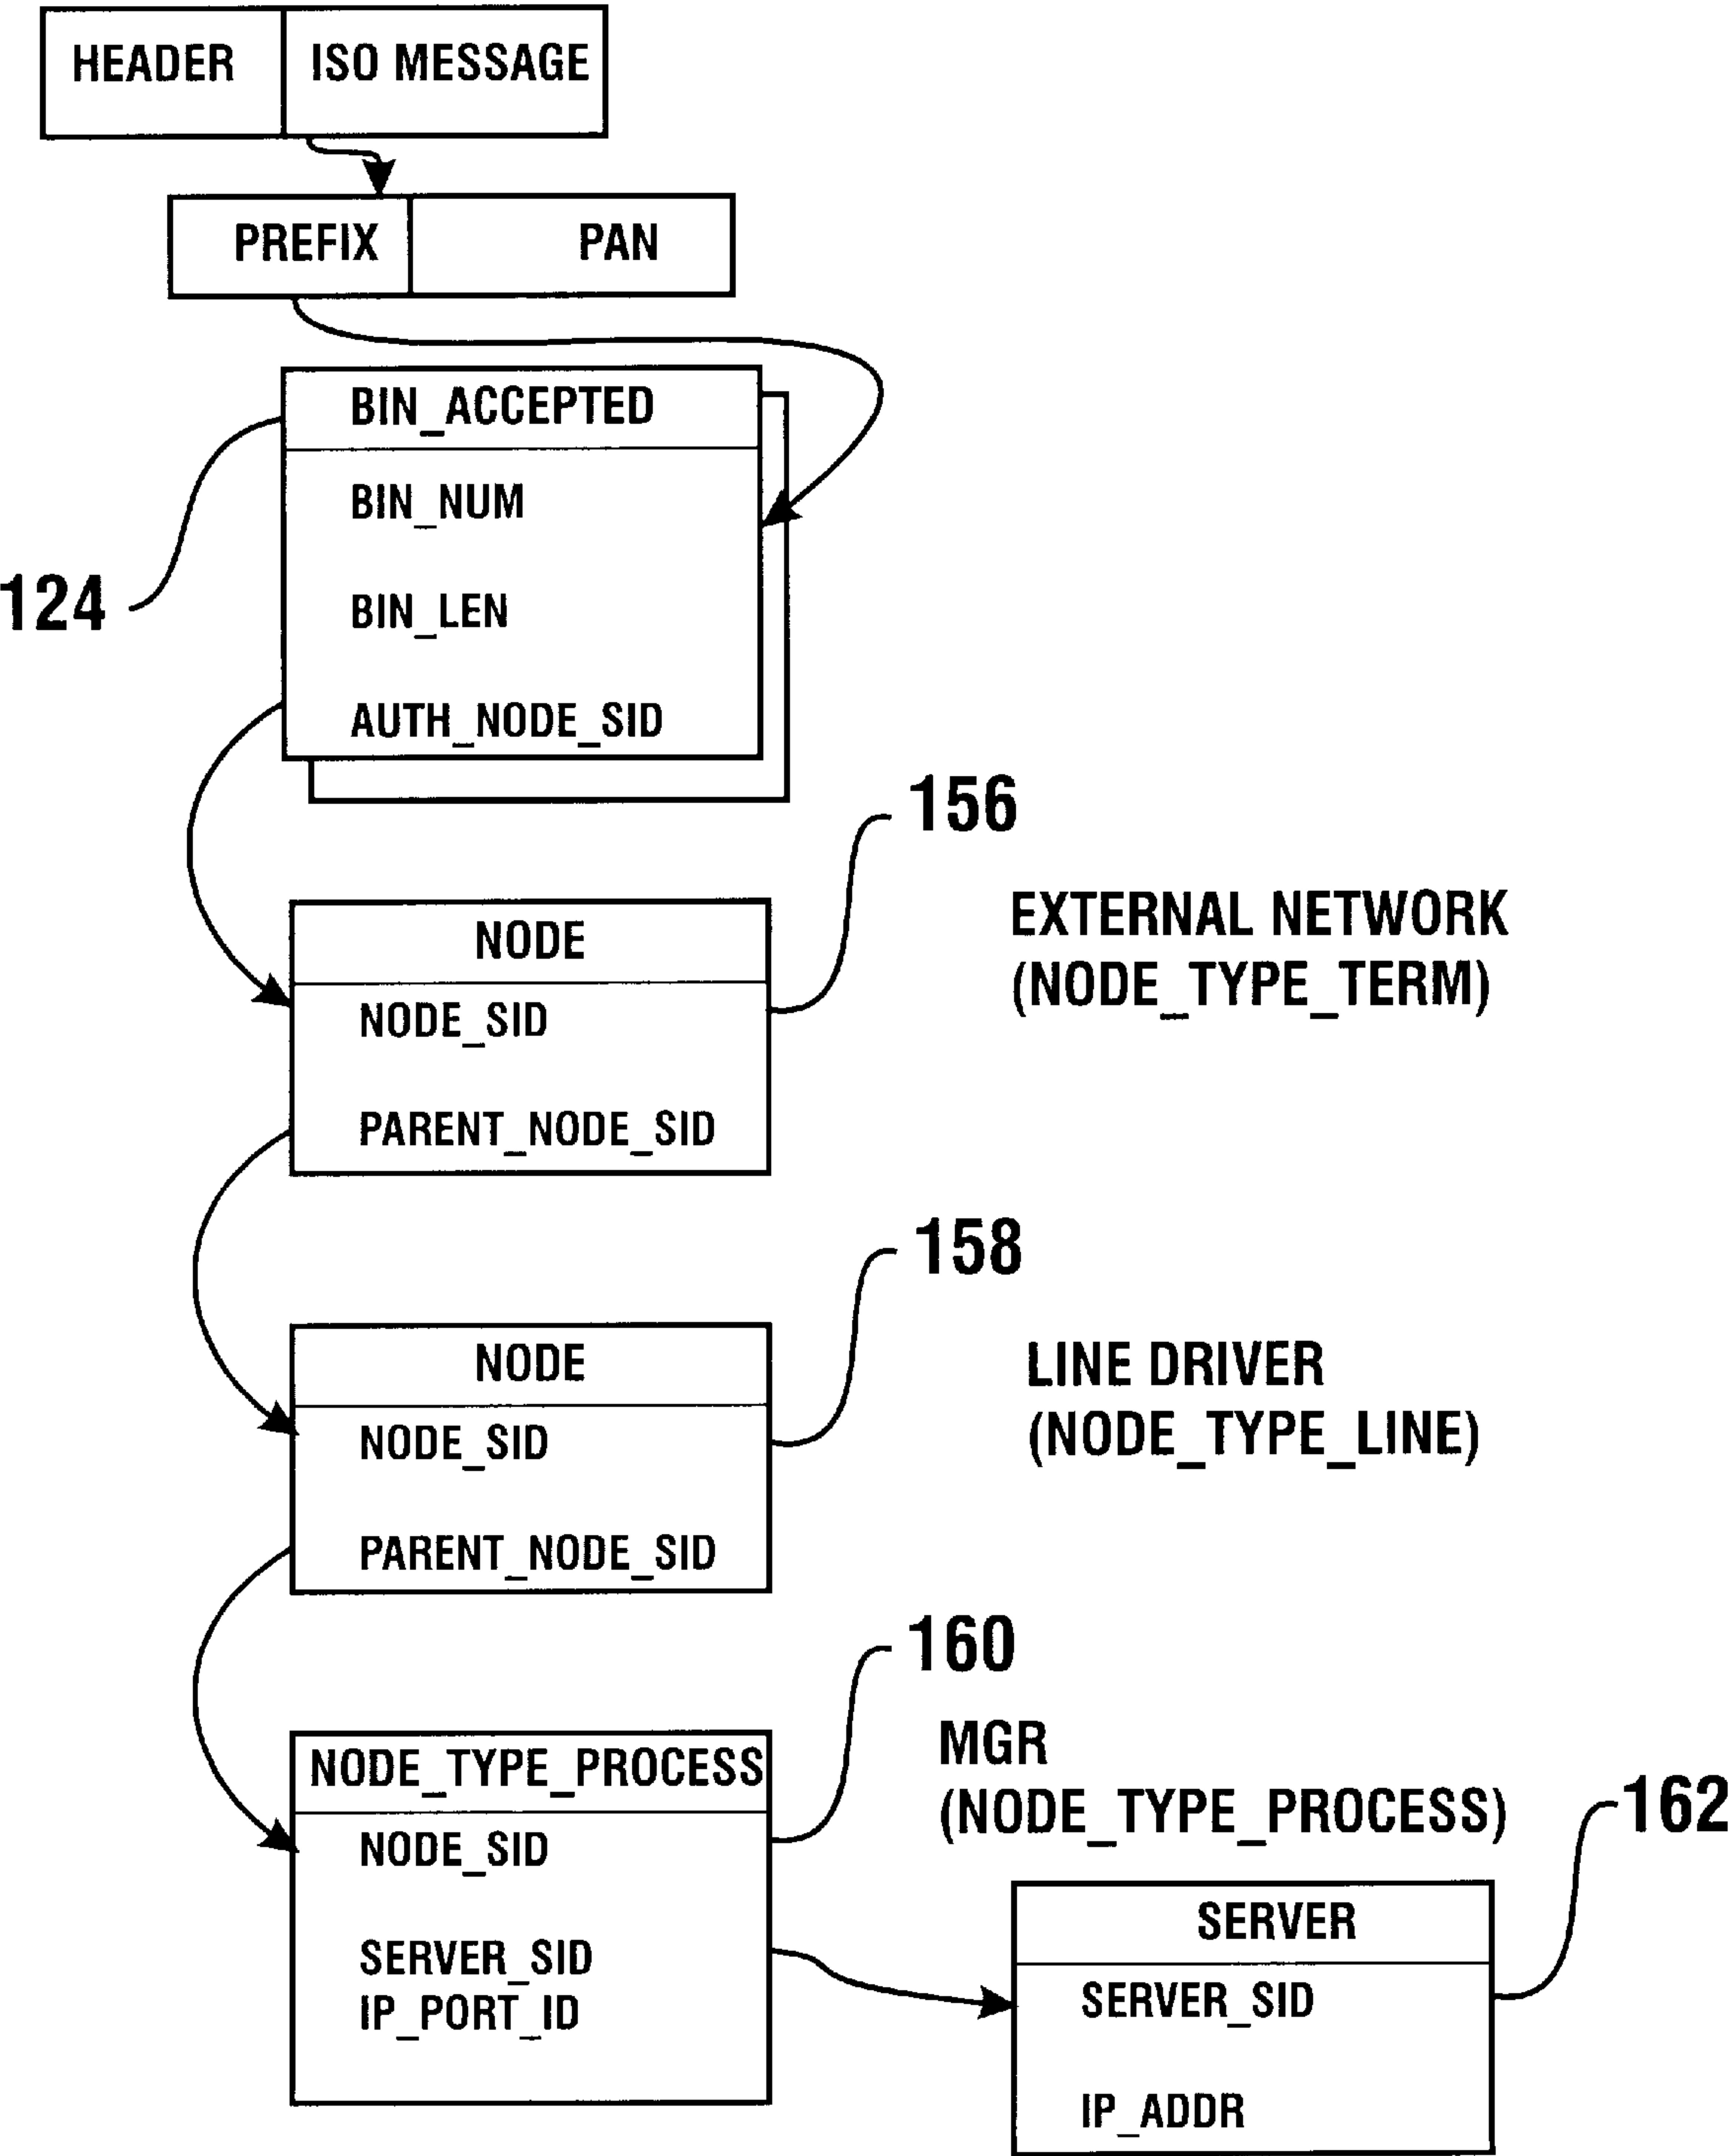 HEADER
ISO MESSAGE
PREFIX
PAN
BIN_ACCEPTED
BIN_NUM
124
BIN_LEN
AUTH_NODE_SID
156
NODE
EXTERNAL NETWORK
(NODE_TYPE_TERM)
NODE_SID
PARENT_NODE_SID
158
NODE
LINE DRIVER
(NODE_TYPE_LINE)
NODE_SID
PARENT_NODE_SID
160
NODE_TYPE_PROCESS
MGR
(NODE_TYPE_PROCESS)
162
NODE_SID
SERVER_SID
IP_PORT_ID
SERVER
SERVER_SID
IP_ADDR